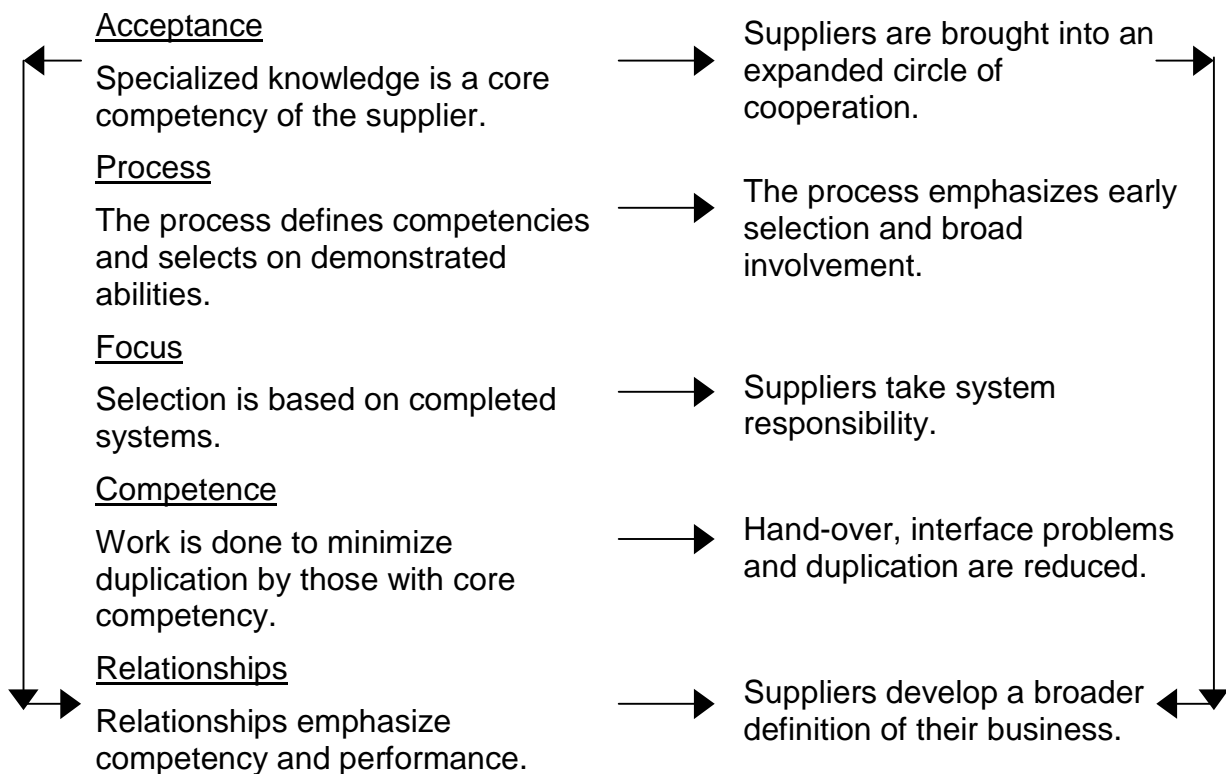 Acceptance
Specialized knowledge is a core
competency of the supplier.
Suppliers are brought into an
expanded circle of
cooperation.
Process
The process defines competencies
and selects on demonstrated
abilities.
The process emphasizes early
selection and broad
involvement.
Focus
Selection is based on completed
systems.
Suppliers take system
responsibility.
Competence
Work is done to minimize
duplication by those with core
competency.
Hand-over, interface problems
and duplication are reduced.
Relationships
Relationships emphasize
competency and performance.
Suppliers develop a broader
definition of their business.